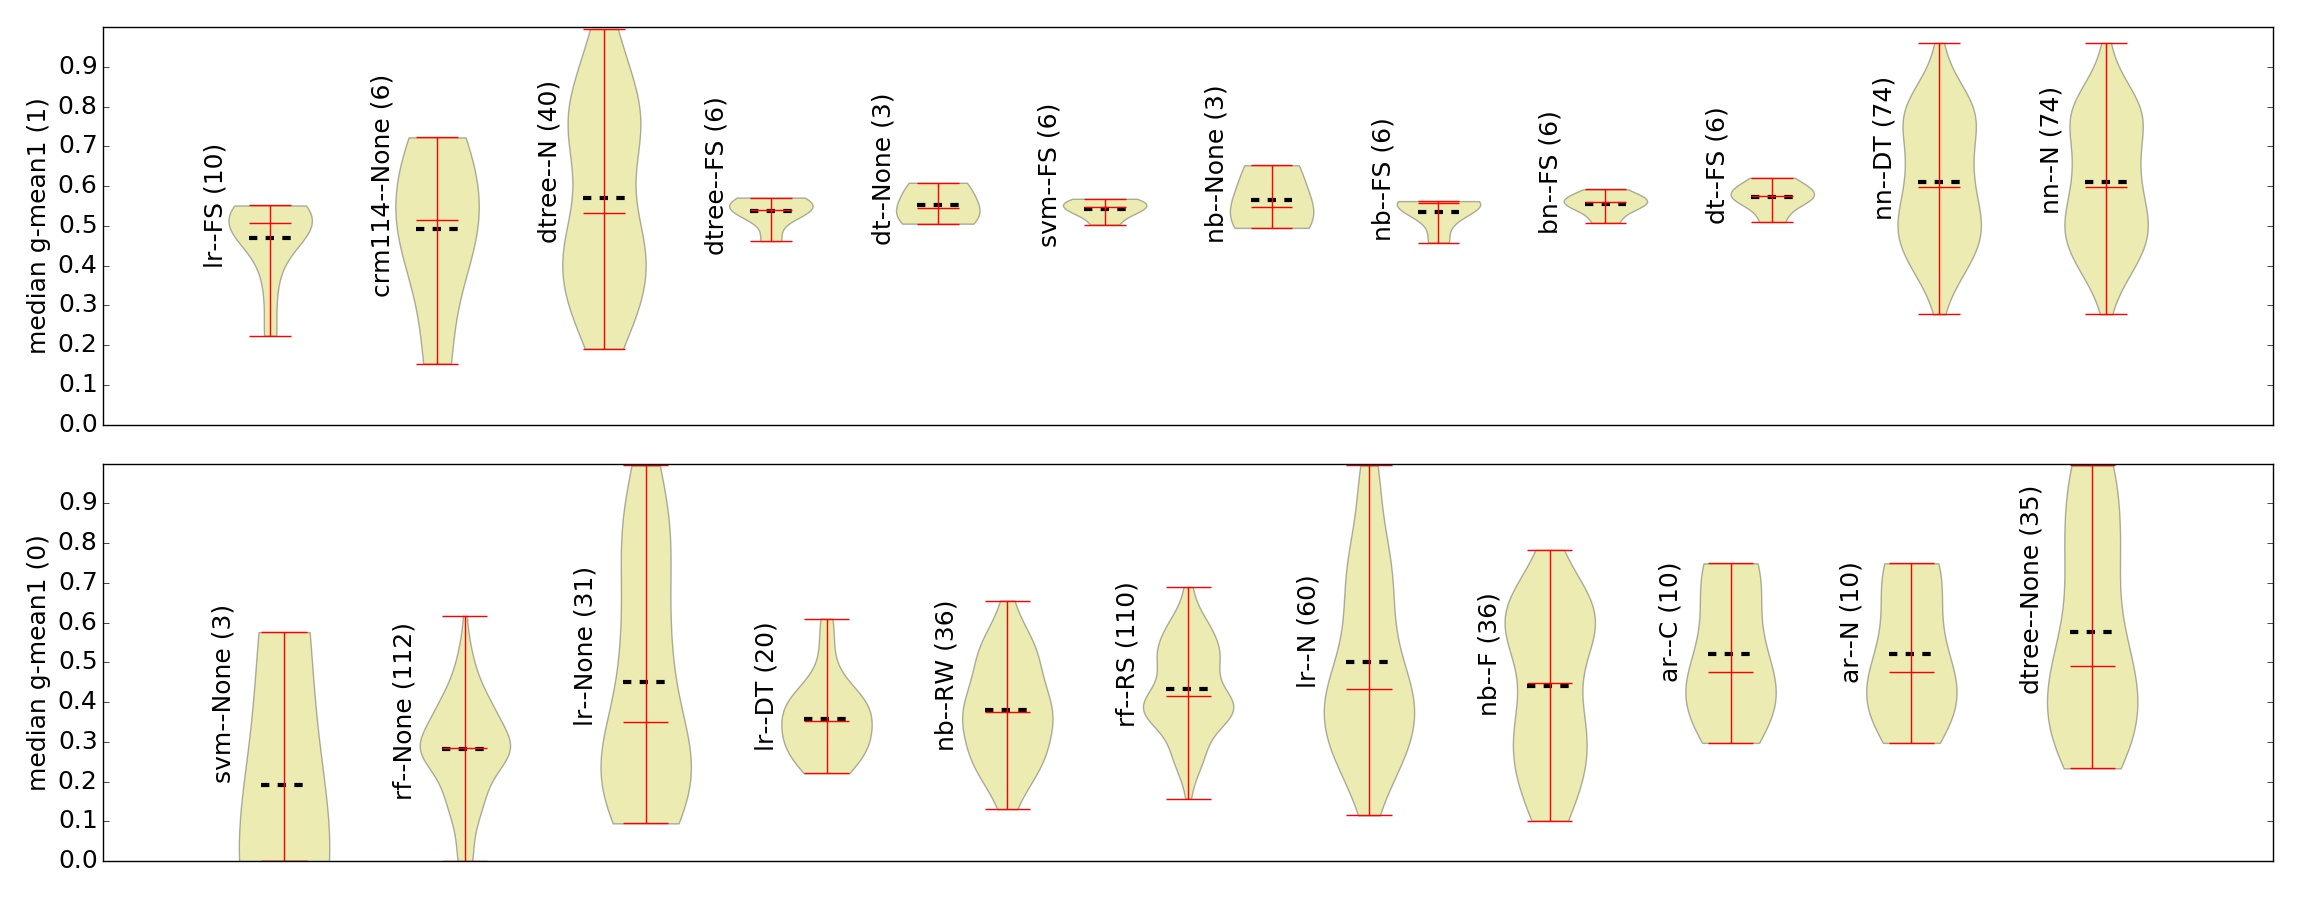 median g-mean1 (1)
0.9
0.8
0.7
0.6
0.5
0.4
0.3
0.2
0.1
0.0
lr--FS (10)
crm114--None (6)
dtree--N (40)
dtree--FS (6)
dt--None (3)
svm--FS (6)
nb--None (3)
nb--FS (6)
bn--FS (6)
dt--FS (6)
nn--DT (74)
nn--N (74)
median g-mean1 (0)
0.9
0.8
0.7
0.6
0.5
0.4
0.3
0.2
0.1
0.0
svm--None (3)
rf--None (112)
lr--None (31)
lr--DT (20)
nb--RW (36)
rf--RS (110)
lr--N (60)
nb--F (36)
ar--C (10)
ar--N (10)
dtree--None (35)